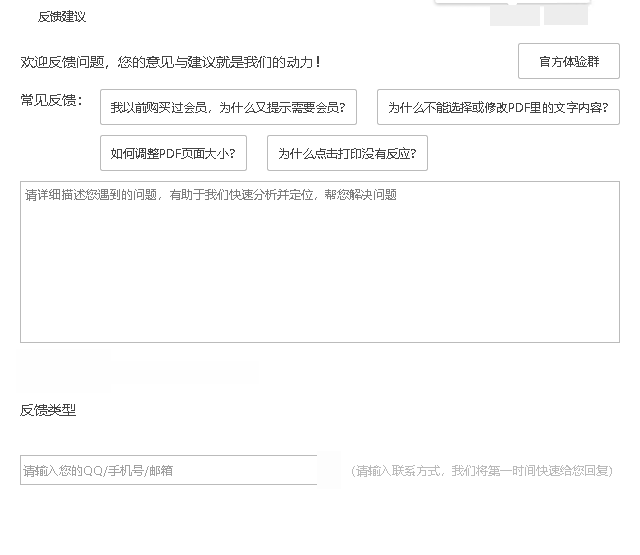 反馈建议
欢迎反馈问题，您的意见与建议就是我们的动力！
官方体验群
常见反馈：
我以前购买过会员，为什么又提示需要会员？
为什么不能选择或修改PDF里的文字内容？
如何调整PDF页面大小？
为什么点击打印没有反应？
请详细描述您遇到的问题，有助于我们快速分析并定位，帮您解决问题
反馈类型
请输入您的QQ/手机号/邮箱
（请输入联系方式，我们将第一时间快速给您回复）